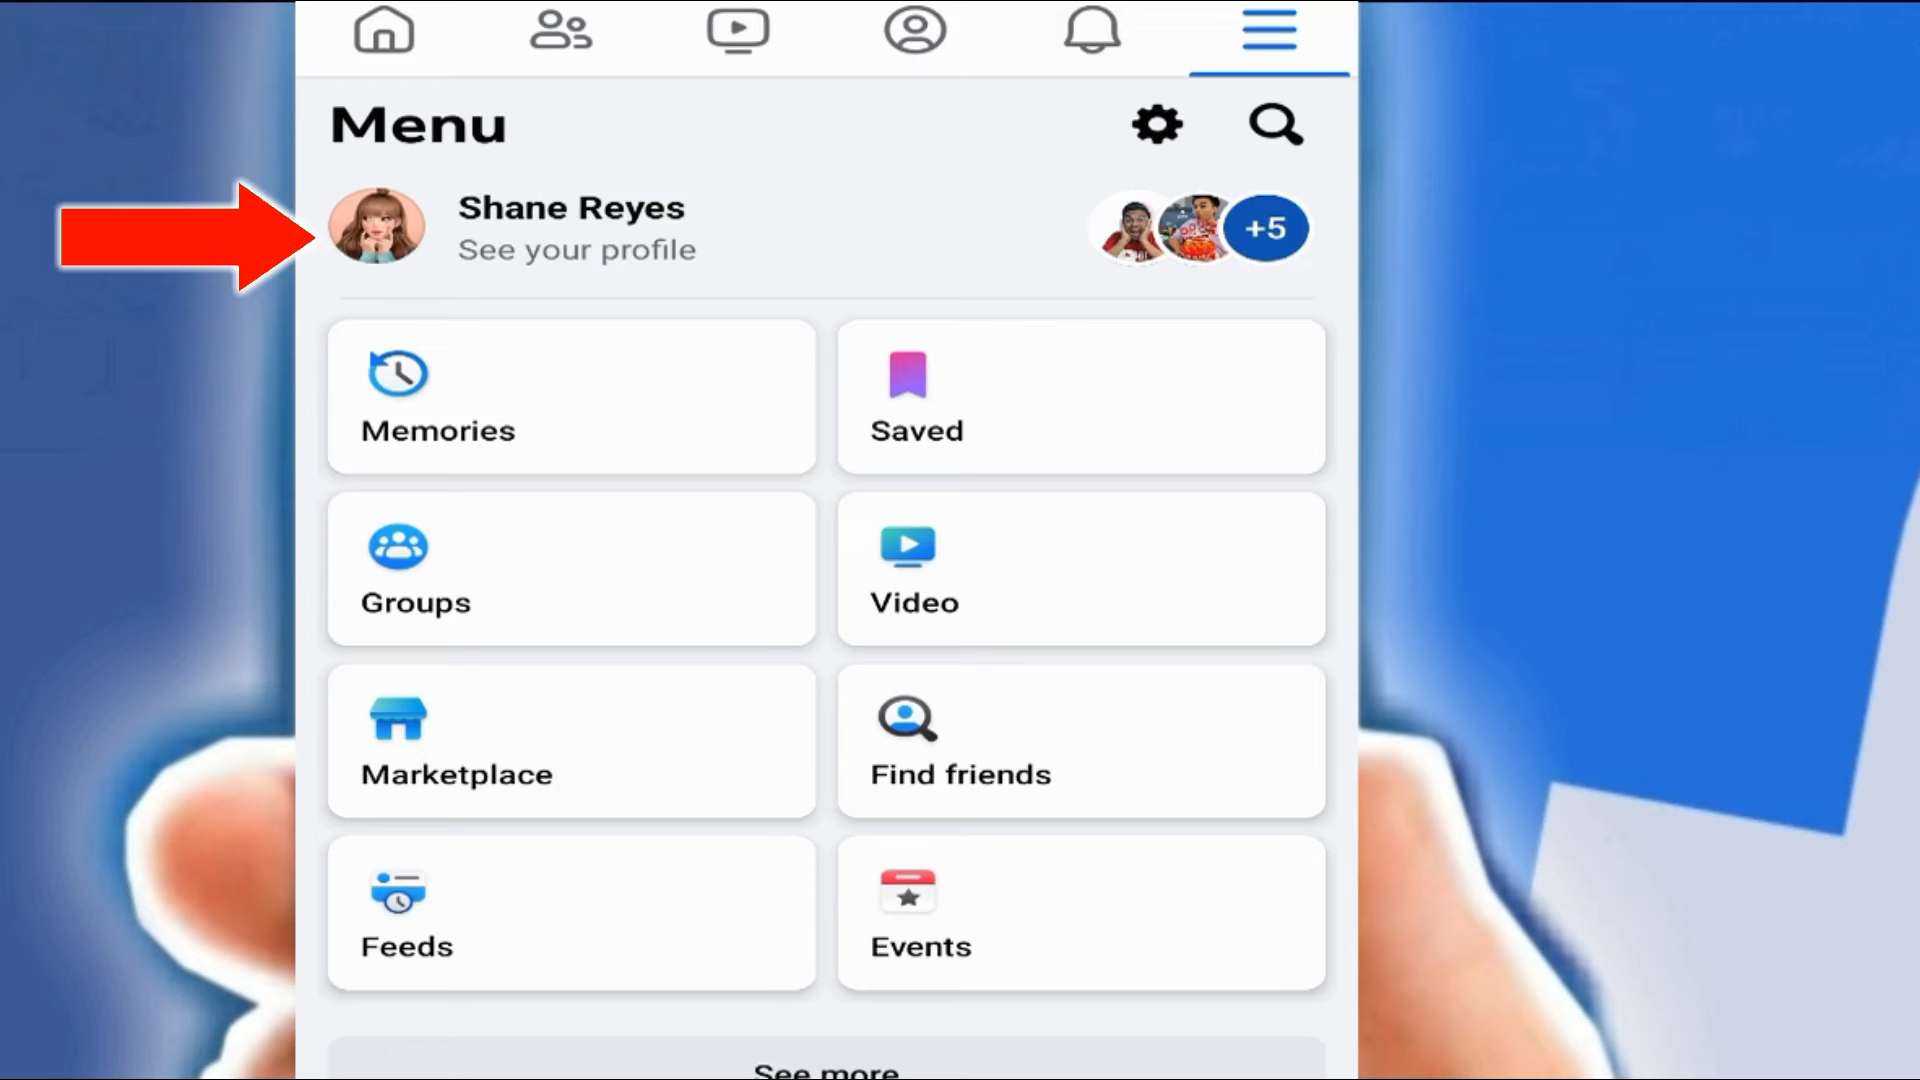 Menu
Shane Reyes
See your profile
+5
Memories
Saved
Groups
Video
Marketplace
Find friends
Feeds
Events
See more